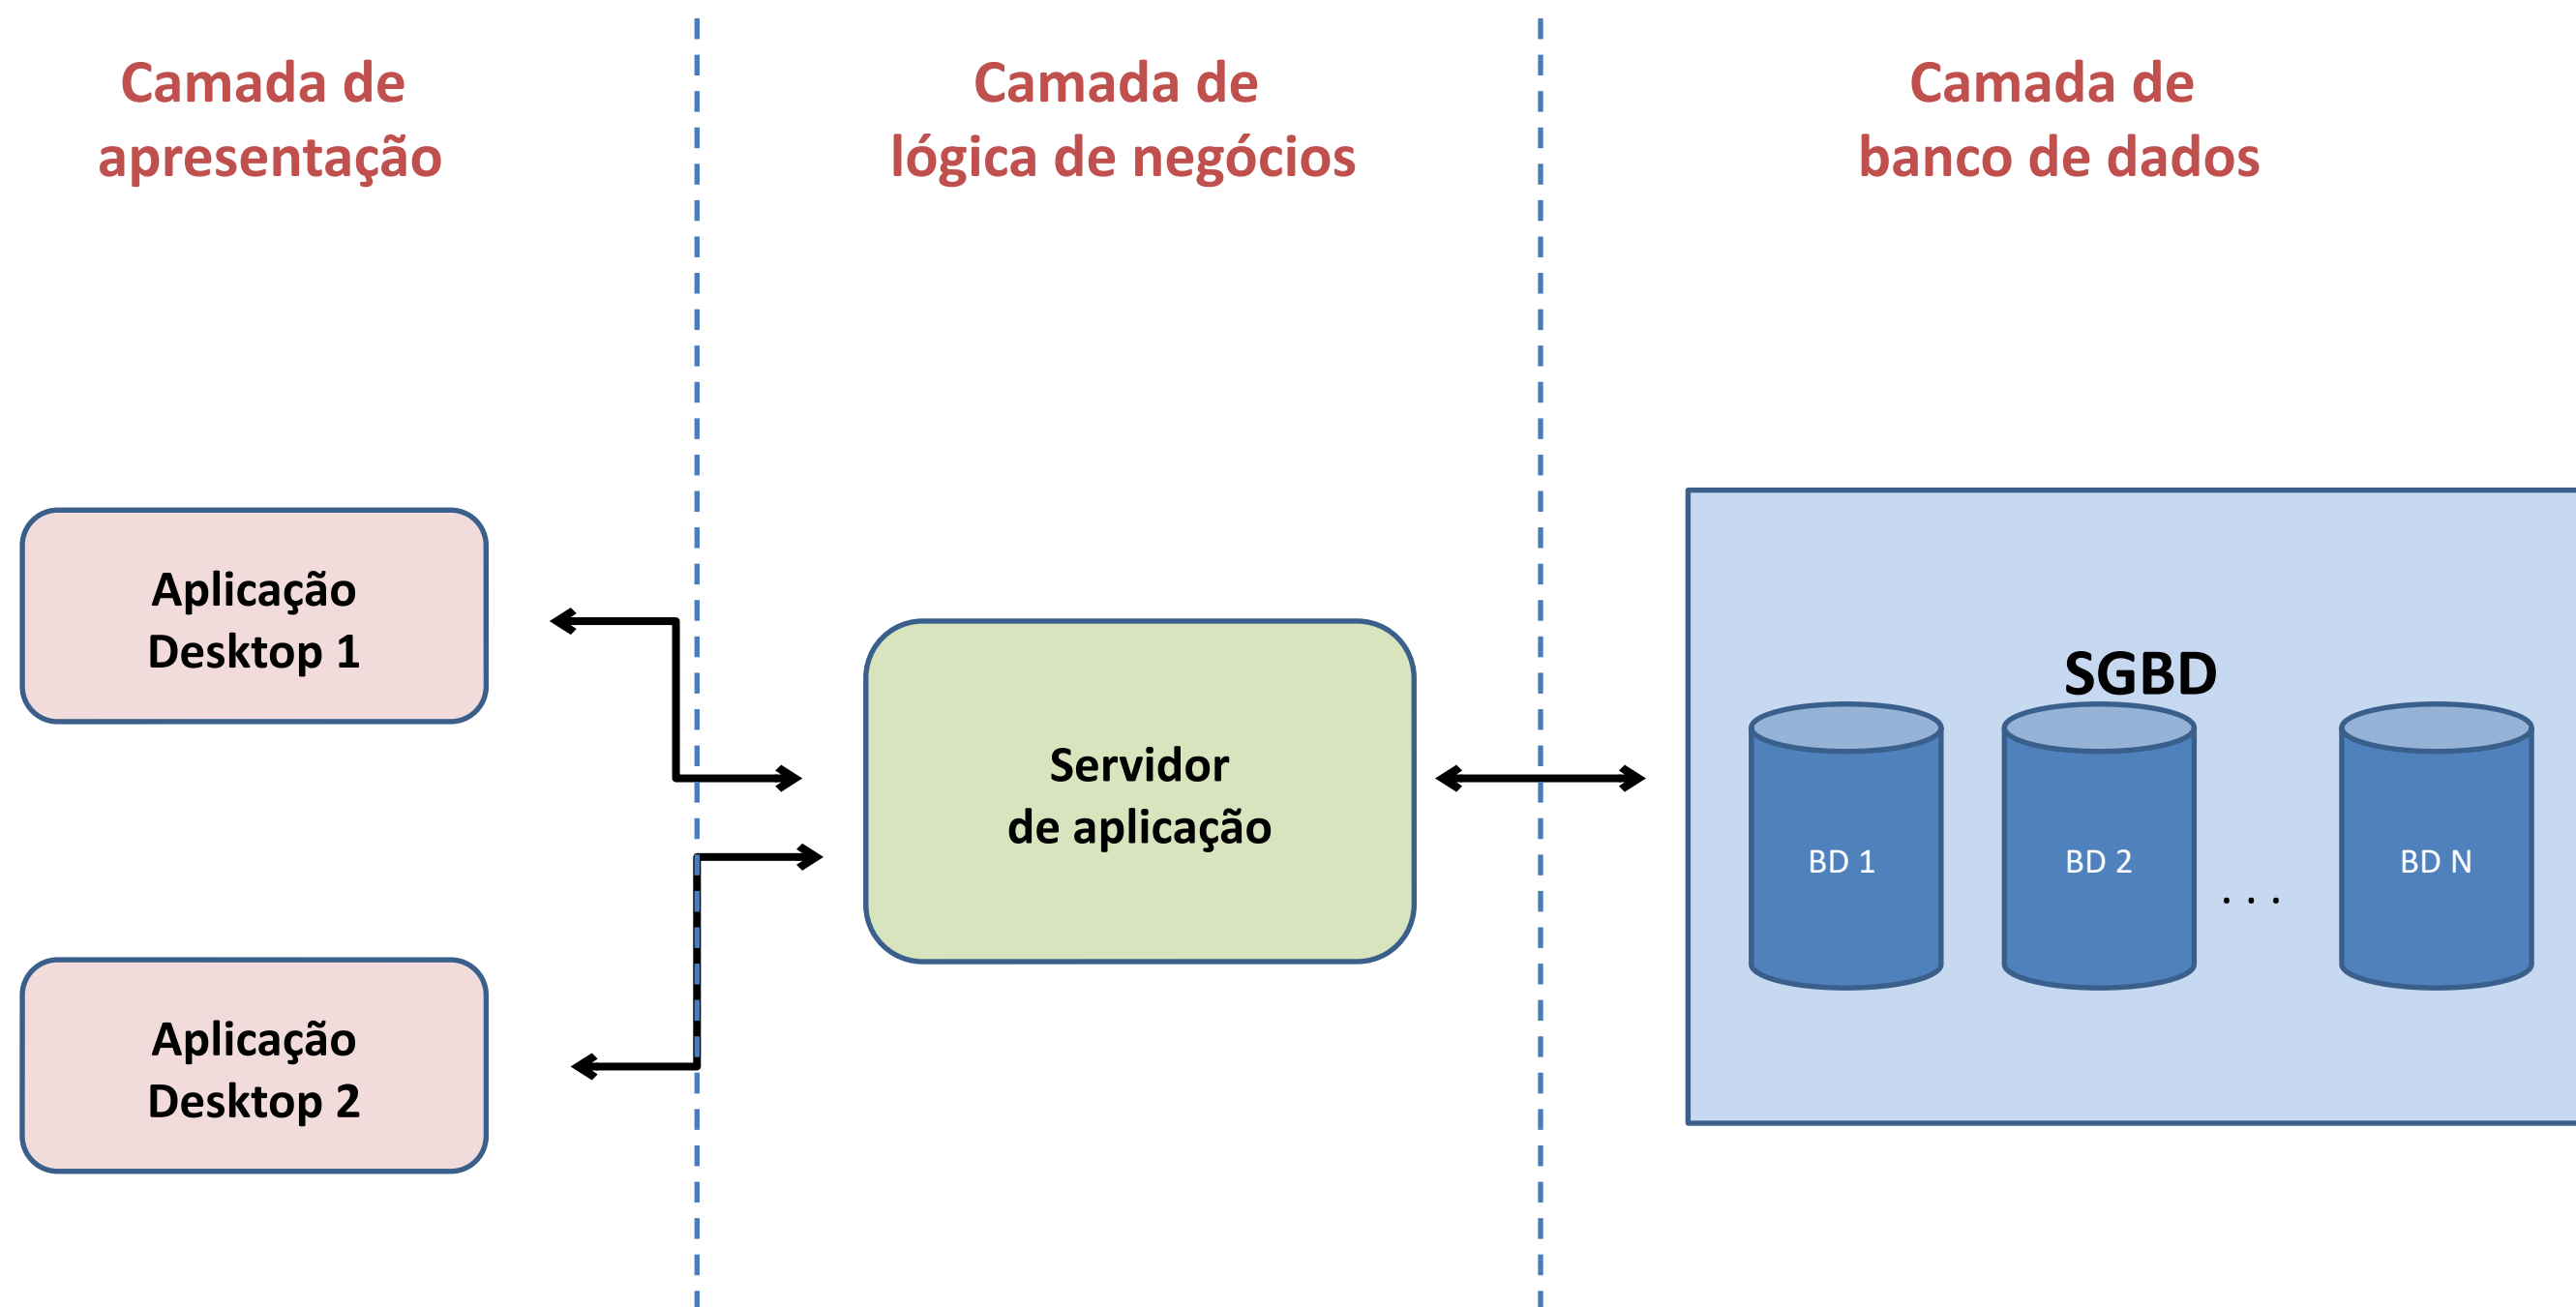 Camada de
apresentação
Camada de
lógica de negócios
Camada de
banco de dados
Aplicação
Desktop 1
Aplicação
Desktop 2
Servidor
de aplicação
SGBD
BD 1
BD 2
. . .
BD N